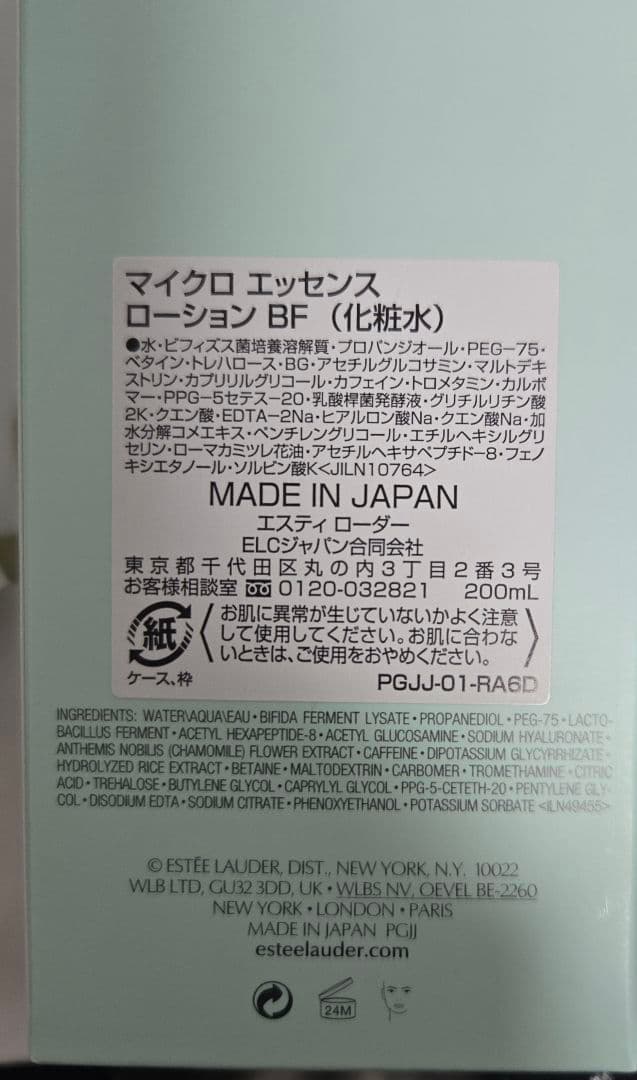 マイクロ エッセンス
ローション BF (化粧水)
●水・ビフィズス菌培養溶解質・プロパンジオール・PEG-75・
ベタイン・トレハロース・BG・アセチルグルコサミン・マルトデキ
ストリン・カプリリルグリコール・カフェイン・トロメタミン・カルボ
マー・PPG-5セテス-20・乳酸桿菌発酵液・グリチルリチン酸
2K・クエン酸・EDTA-2Na・ヒアルロン酸Na・クエン酸Na・加
水分解コメエキス・ペンチレングリコール・エチルヘキシルグリ
セリン・ローマカミツレ花油・アセチルヘキサペプチド-8・フェノ
キシエタノール・ソルビン酸K<JILN10764>
MADE IN JAPAN
エスティ ローダー
ELCジャパン合同会社
東京都千代田区丸の内3丁目2番3号
お客様相談室 0120-032821 200mL
紙
ケース、枠
お肌に異常が生じていないかよく注意
して使用してください。お肌に合わな
いときは、ご使用をおやめください。
PGJJ-01-RA6D
INGREDIENTS: WATER\AQUA\EAU • BIFIDA FERMENT LYSATE • PROPANEDIOL • PEG-75 • LACTO-
BACILLUS FERMENT • ACETYL HEXAPEPTIDE-8 • ACETYL GLUCOSAMINE • SODIUM HYALURONATE •
ANTHEMIS NOBILIS (CHAMOMILE) FLOWER EXTRACT • CAFFEINE • DIPOTASSIUM GLYCYRRHIZATE •
HYDROLYZED RICE EXTRACT • BETAINE • MALTODEXTRIN • CARBOMER • TROMETHAMINE • CITRIC
ACID • TREHALOSE • BUTYLENE GLYCOL • CAPRYLYL GLYCOL • PPG-5-CETETH-20 • PENTYLENE GLY-
COL • DISODIUM EDTA • SODIUM CITRATE • PHENOXYETHANOL • POTASSIUM SORBATE <ILN49455>
© ESTĒE LAUDER, DIST., NEW YORK, N.Y. 10022
WLB LTD, GU32 3DD, UK • WLBS NV, OEVEL BE-2260
NEW YORK • LONDON • PARIS
MADE IN JAPAN PGJJ
esteelauder.com
24M